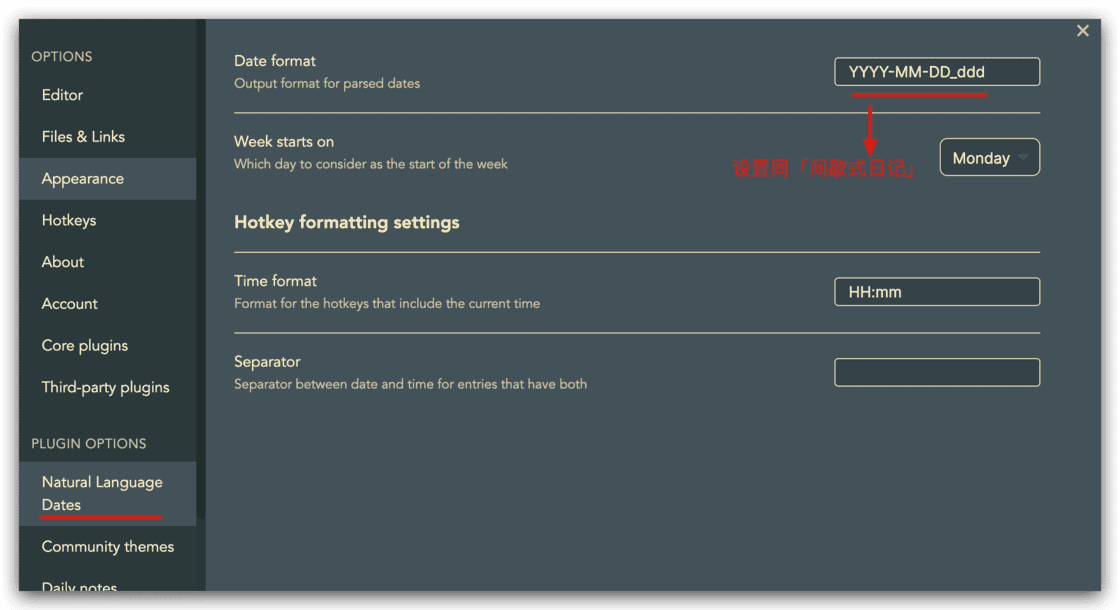 OPTIONS
Editor
Files & Links
Appearance
Hotkeys
About
Account
Core plugins
Third-party plugins
PLUGIN OPTIONS
Natural Language
Dates
Community themes
Daily notes
Date format
Output format for parsed dates
YYYY-MM-DD_ddd
Week starts on
Which day to consider as the start of the week
设置同「间歇式日记」
Monday
Hotkey formatting settings
Time format
Format for the hotkeys that include the current time
HH:mm
Separator
Separator between date and time for entries that have both